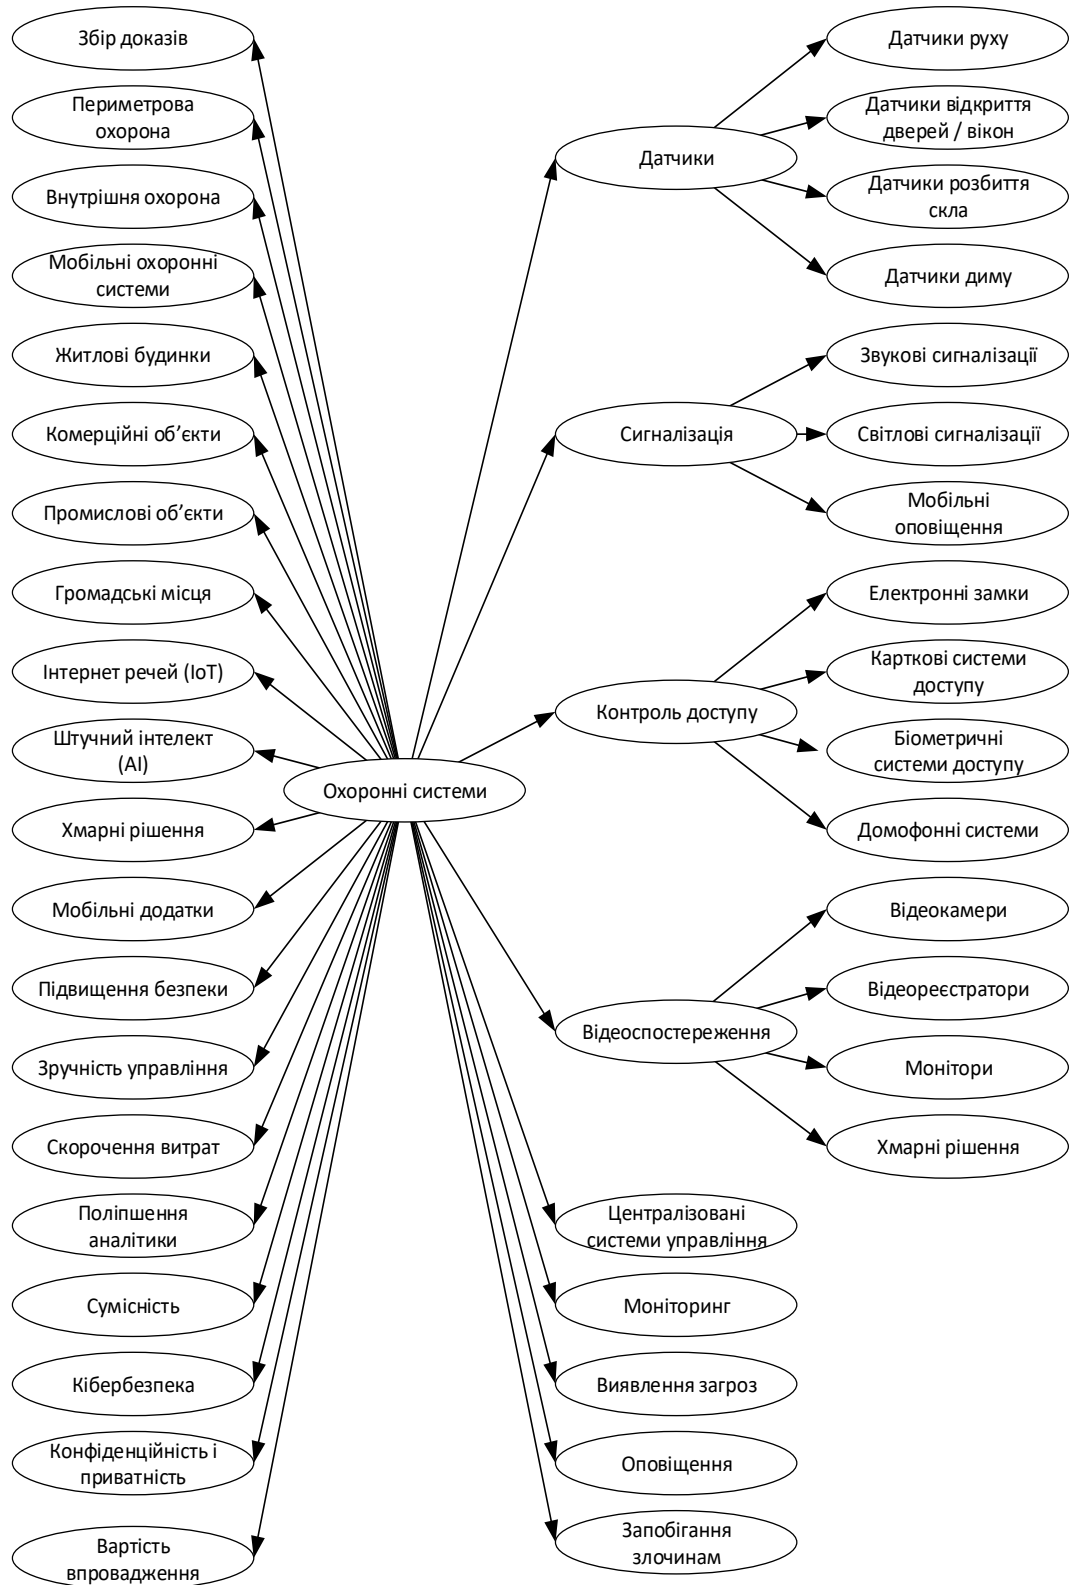 Збір доказів
Периметрова
охорона
Внутрішня охорона
Мобільні охоронні
системи
Житлові будинки
Комерційні об’єкти
Промислові об’єкти
Громадські місця
Інтернет речей (IoT)
Штучний інтелект
(AI)
Хмарні рішення
Мобільні додатки
Підвищення безпеки
Зручність управління
Скорочення витрат
Поліпшення
аналітики
Сумісність
Кібербезпека
Конфіденційність і
приватність
Вартість
впровадження
Охоронні системи
Датчики
Сигналізація
Контроль доступу
Відеоспостереження
Централізовані
системи управління
Моніторинг
Виявлення загроз
Оповіщення
Запобігання
злочинам
Датчики руху
Датчики відкриття
дверей / вікон
Датчики розбиття
скла
Датчики диму
Звукові сигналізації
Світлові сигналізації
Мобільні
оповіщення
Електронні замки
Карткові системи
доступу
Біометричні
системи доступу
Домофонні системи
Відеокамери
Відеореєстратори
Монітори
Хмарні рішення